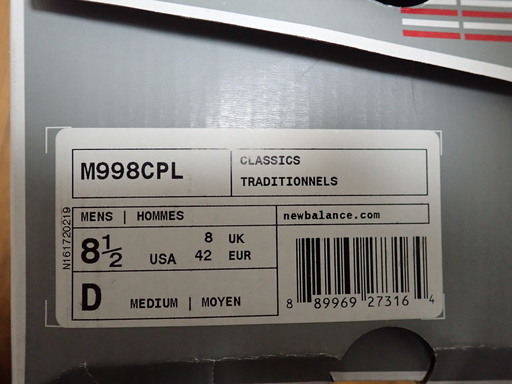 M998CPL
CLASSICS
TRADITIONNELS
MENS | HOMMES
newbalance.com
8½ USA
8 UK
42 EUR
D MEDIUM | MOYEN
8 89969 27316 4
N161720219